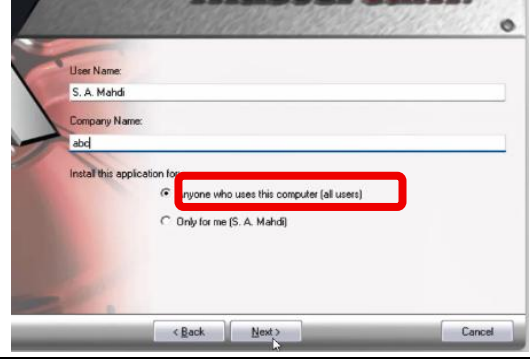 User Name:
S. A. Mahdi
Company Name:
abc
Install this application for:
Anyone who uses this computer (all users)
Only for me (S. A. Mahdi)
< Back Next > Cancel